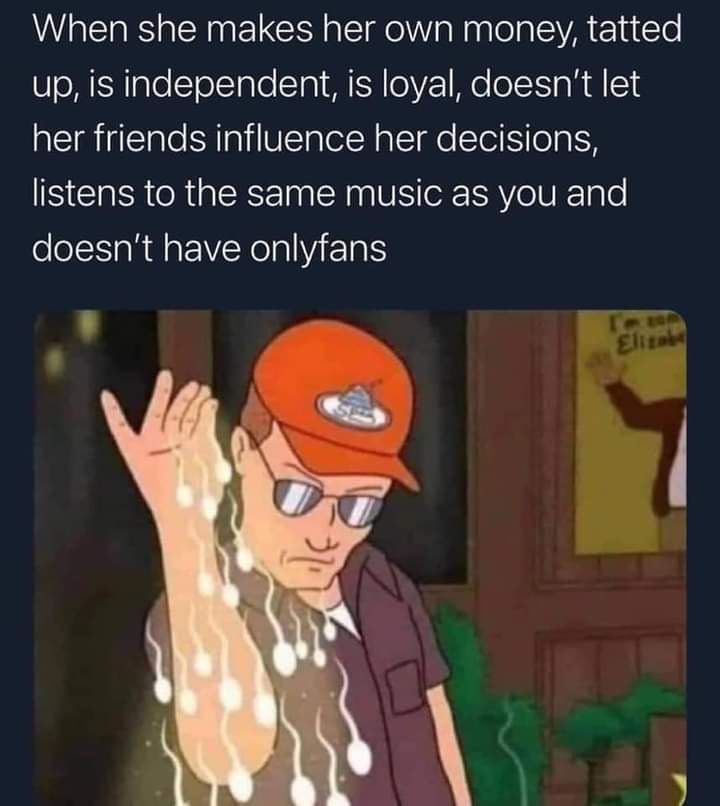 When she makes her own money, tatted
up, is independent, is loyal, doesn't let
her friends influence her decisions,
listens to the same music as you and
doesn't have onlyfans
I'm